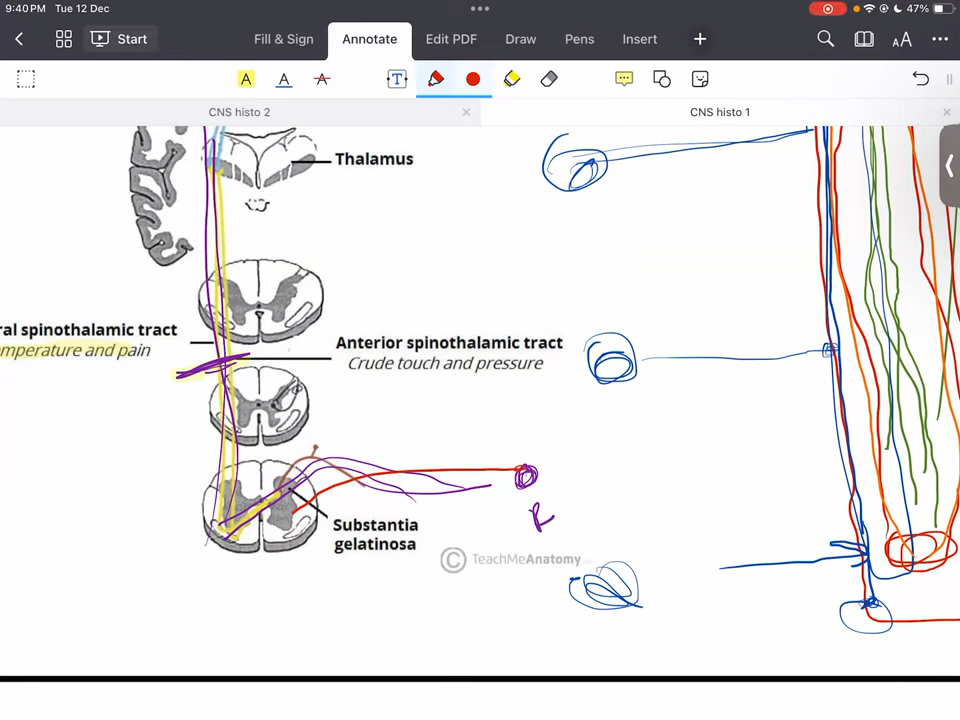 9:40 PM Tue 12 Dec
47%
Start
Fill & Sign
Annotate
Edit PDF
Draw
Pens
Insert
CNS histo 2
CNS histo 1
Thalamus
ral spinothalamic tract
emperature and pain
Anterior spinothalamic tract
Crude touch and pressure
Substantia
gelatinosa
R
© TeachMeAnatomy